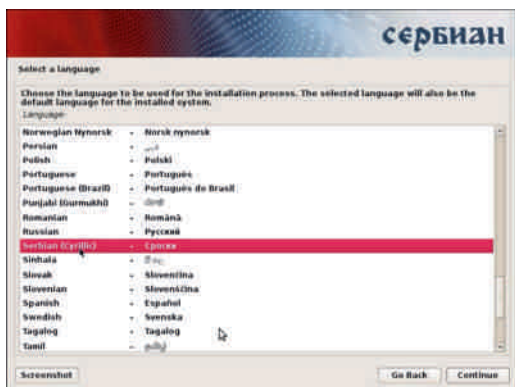 сербиан
Select a language
Choose the language to be used for the installation process. The selected language will also be the
default language for the installed system.
Language:
Norwegian Nynorsk - Norsk nynorsk
Persian -
Polish - Polski
Portuguese - Português
Portuguese (Brazil) - Português do Brasil
Punjabi (Gurmukhi) -
Romanian - Română
Russian - Русский
Serbian (Cyrillic) - Српски
Sinhala -
Slovak - Slovenčina
Slovenian - Slovenščina
Spanish - Español
Swedish - Svenska
Tagalog - Tagalog
Tamil -
Screenshot
Go Back
Continue